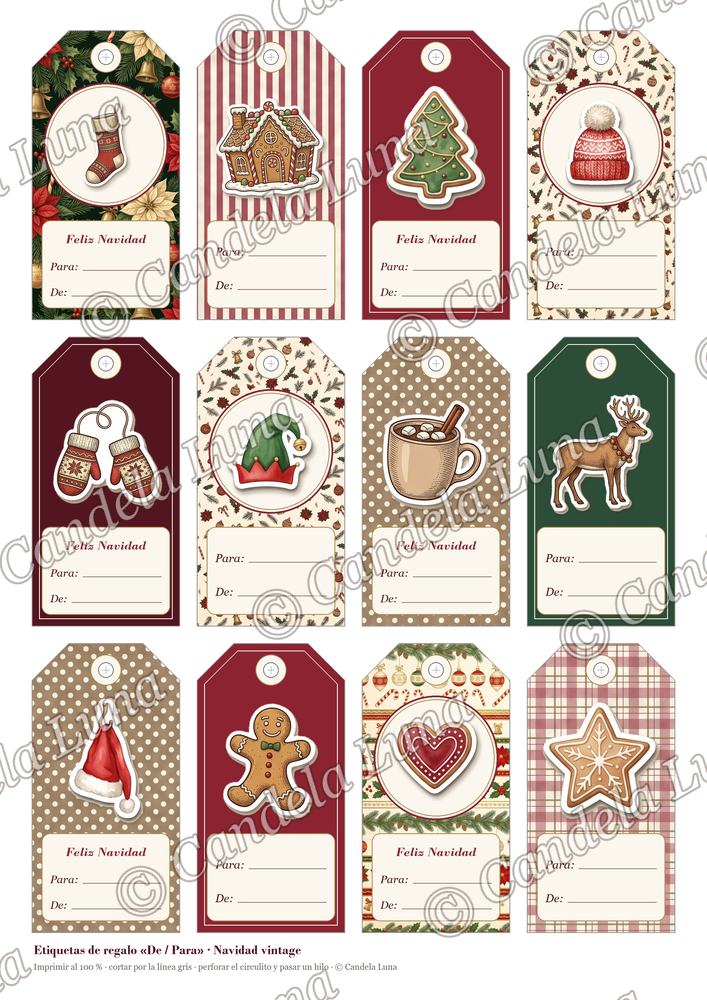 Feliz Navidad
Para:
De:
Para:
De:
Feliz Navidad
Para:
De:
Para:
De:
Feliz Navidad
Para:
De:
Para:
De:
Feliz Navidad
Para:
De:
Para:
De:
Feliz Navidad
Para:
De:
Para:
De:
Feliz Navidad
Para:
De:
Para:
De:
Etiquetas de regalo «De / Para» · Navidad vintage
Imprimir al 100 % · cortar por la línea gris · perforar el circulito y pasar un hilo · © Candela Luna
© Candela Luna